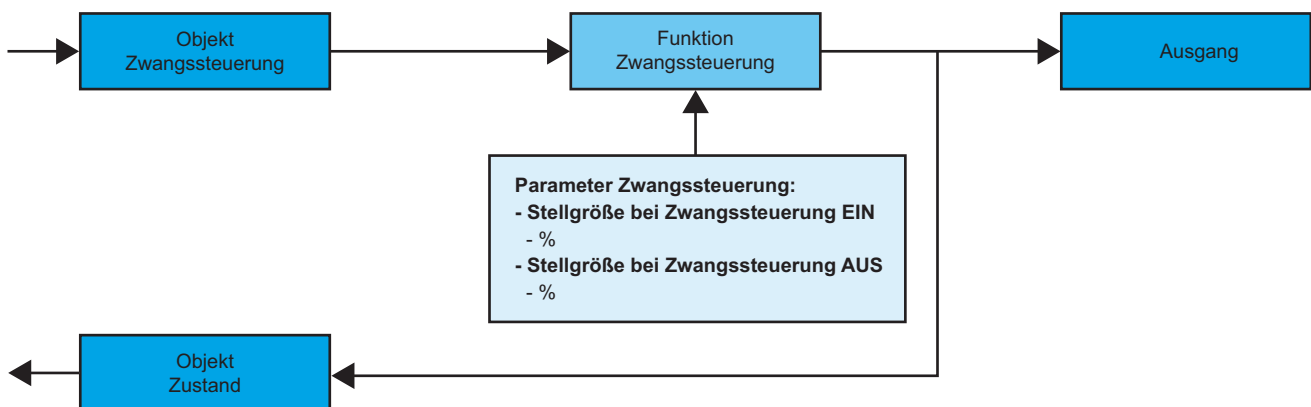 Objekt
Zwangssteuerung
Funktion
Zwangssteuerung
Ausgang
Parameter Zwangssteuerung:
- Stellgröße bei Zwangssteuerung EIN
- %
- Stellgröße bei Zwangssteuerung AUS
- %
Objekt
Zustand